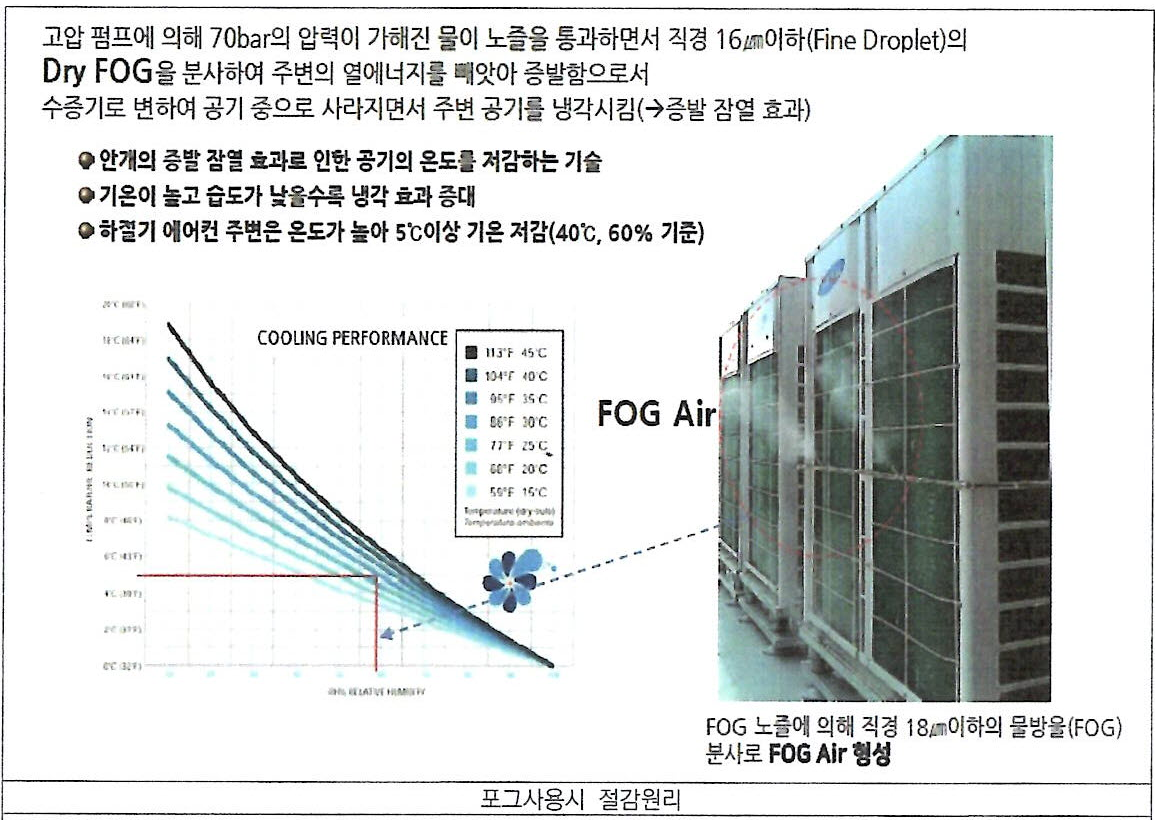 고압 펌프에 의해 70bar의 압력이 가해진 물이 노즐을 통과하면서 직경 16㎛이하(Fine Droplet)의
Dry FOG을 분사하여 주변의 열에너지를 빼앗아 증발함으로서
수증기로 변하여 공기 중으로 사라지면서 주변 공기를 냉각시킴(→증발 잠열 효과)
안개의 증발 잠열 효과로 인한 공기의 온도를 저감하는 기술
기온이 높고 습도가 낮을수록 냉각 효과 증대
하절기 에어컨 주변은 온도가 높아 5℃이상 기온 저감(40℃, 60% 기준)
COOLING PERFORMANCE
113°F 45°C
104°F 40°C
95°F 35°C
86°F 30°C
77°F 25°C
68°F 20°C
59°F 15°C
Temperature (dry-bulb)
Temperatura ambiente
RH% RELATIVE HUMIDITY
FOG Air
FOG 노즐에 의해 직경 18㎛이하의 물방울(FOG)
분사로 FOG Air 형성
포그사용시 절감원리